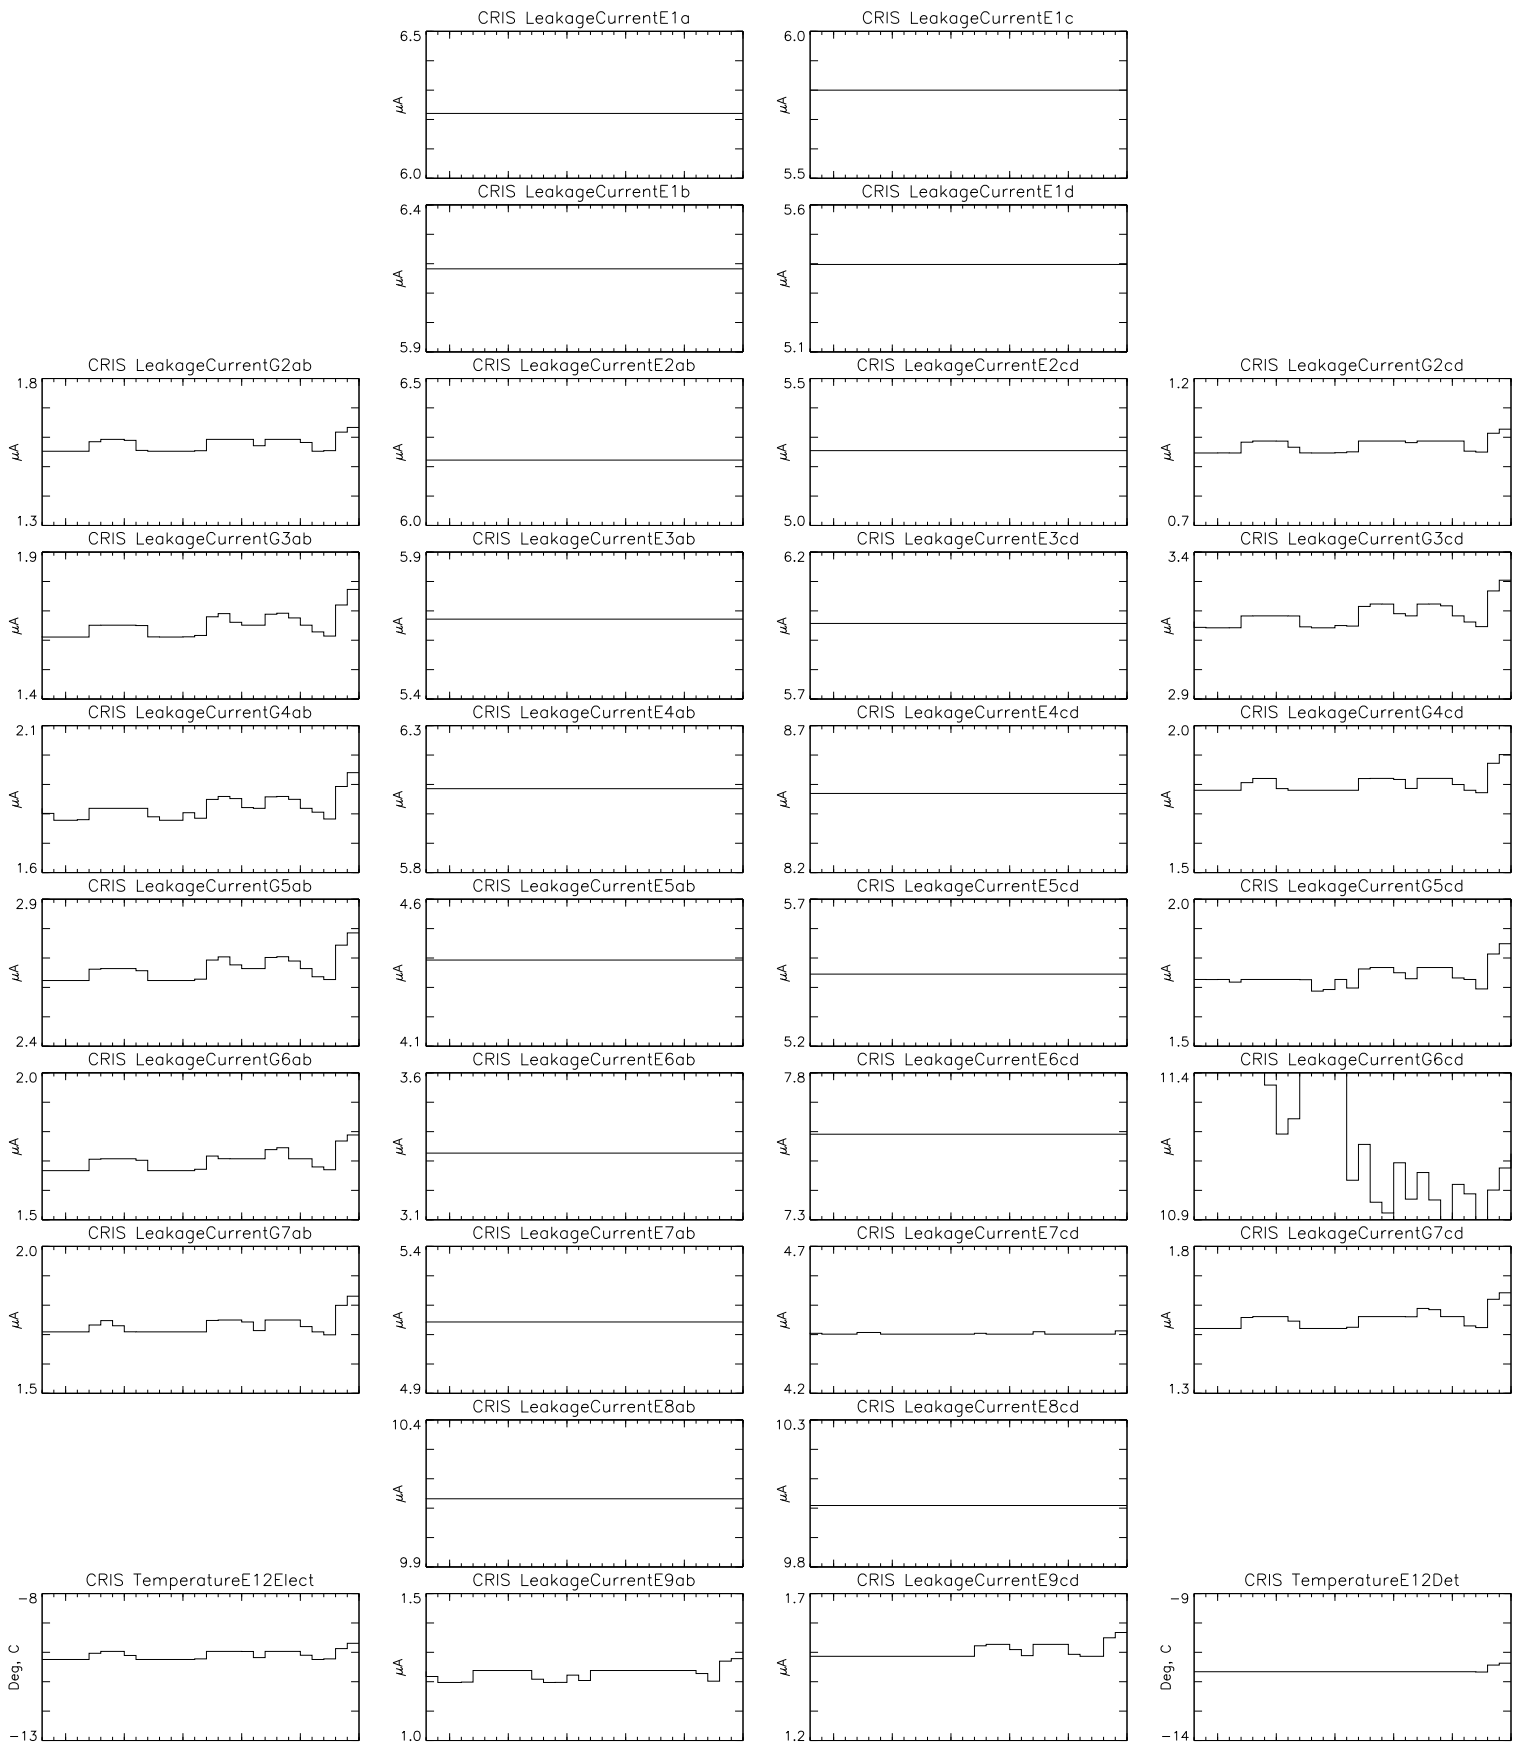 CRIS LeakageCurrentE1a
6.5
μA
6.0
CRIS LeakageCurrentE1c
6.0
μA
5.5
CRIS LeakageCurrentE1b
6.4
μA
5.9
CRIS LeakageCurrentE1d
5.6
μA
5.1
CRIS LeakageCurrentG2ab
1.8
μA
1.3
CRIS LeakageCurrentE2ab
6.5
μA
6.0
CRIS LeakageCurrentE2cd
5.5
μA
5.0
CRIS LeakageCurrentG2cd
1.2
μA
0.7
CRIS LeakageCurrentG3ab
1.9
μA
1.4
CRIS LeakageCurrentE3ab
5.9
μA
5.4
CRIS LeakageCurrentE3cd
6.2
μA
5.7
CRIS LeakageCurrentG3cd
3.4
μA
2.9
CRIS LeakageCurrentG4ab
2.1
μA
1.6
CRIS LeakageCurrentE4ab
6.3
μA
5.8
CRIS LeakageCurrentE4cd
8.7
μA
8.2
CRIS LeakageCurrentG4cd
2.0
μA
1.5
CRIS LeakageCurrentG5ab
2.9
μA
2.4
CRIS LeakageCurrentE5ab
4.6
μA
4.1
CRIS LeakageCurrentE5cd
5.7
μA
5.2
CRIS LeakageCurrentG5cd
2.0
μA
1.5
CRIS LeakageCurrentG6ab
2.0
μA
1.5
CRIS LeakageCurrentE6ab
3.6
μA
3.1
CRIS LeakageCurrentE6cd
7.8
μA
7.3
CRIS LeakageCurrentG6cd
11.4
μA
10.9
CRIS LeakageCurrentG7ab
2.0
μA
1.5
CRIS LeakageCurrentE7ab
5.4
μA
4.9
CRIS LeakageCurrentE7cd
4.7
μA
4.2
CRIS LeakageCurrentG7cd
1.8
μA
1.3
CRIS LeakageCurrentE8ab
10.4
μA
9.9
CRIS LeakageCurrentE8cd
10.3
μA
9.8
CRIS TemperatureE12Elect
-8
Deg, C
-13
CRIS LeakageCurrentE9ab
1.5
μA
1.0
CRIS LeakageCurrentE9cd
1.7
μA
1.2
CRIS TemperatureE12Det
-9
Deg, C
-14